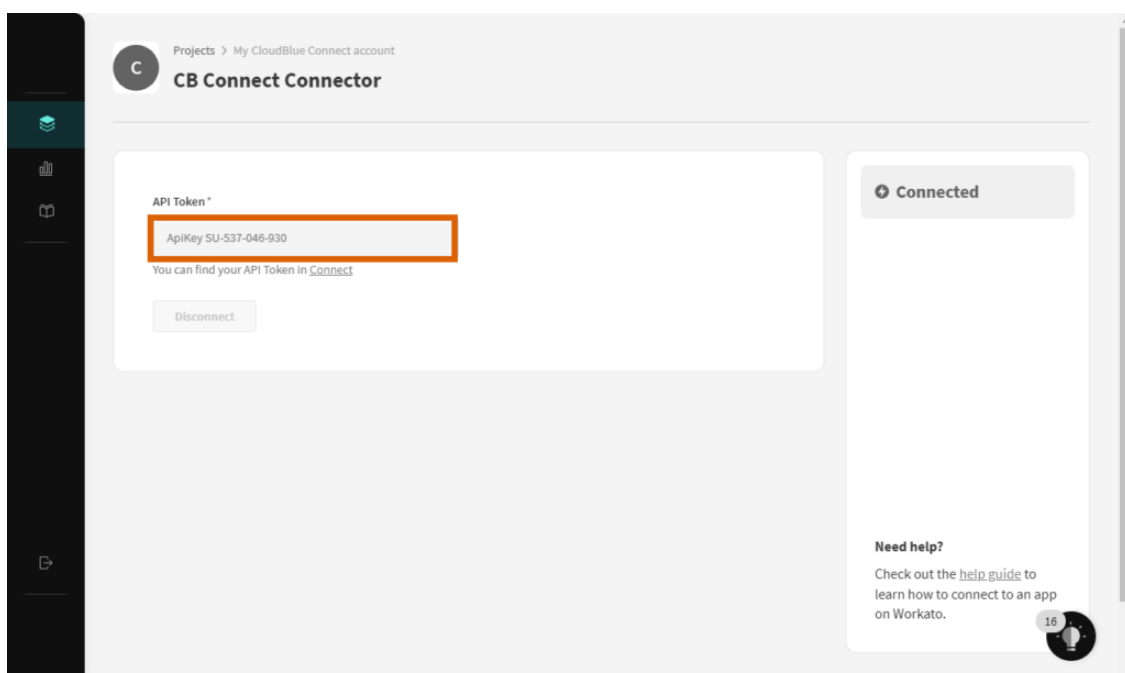 C
Projects > My CloudBlue Connect account
CB Connect Connector
API Token *
ApiKey SU-537-046-930
You can find your API Token in Connect
Disconnect
Connected
Need help?
Check out the help guide to
learn how to connect to an app
on Workato.
16